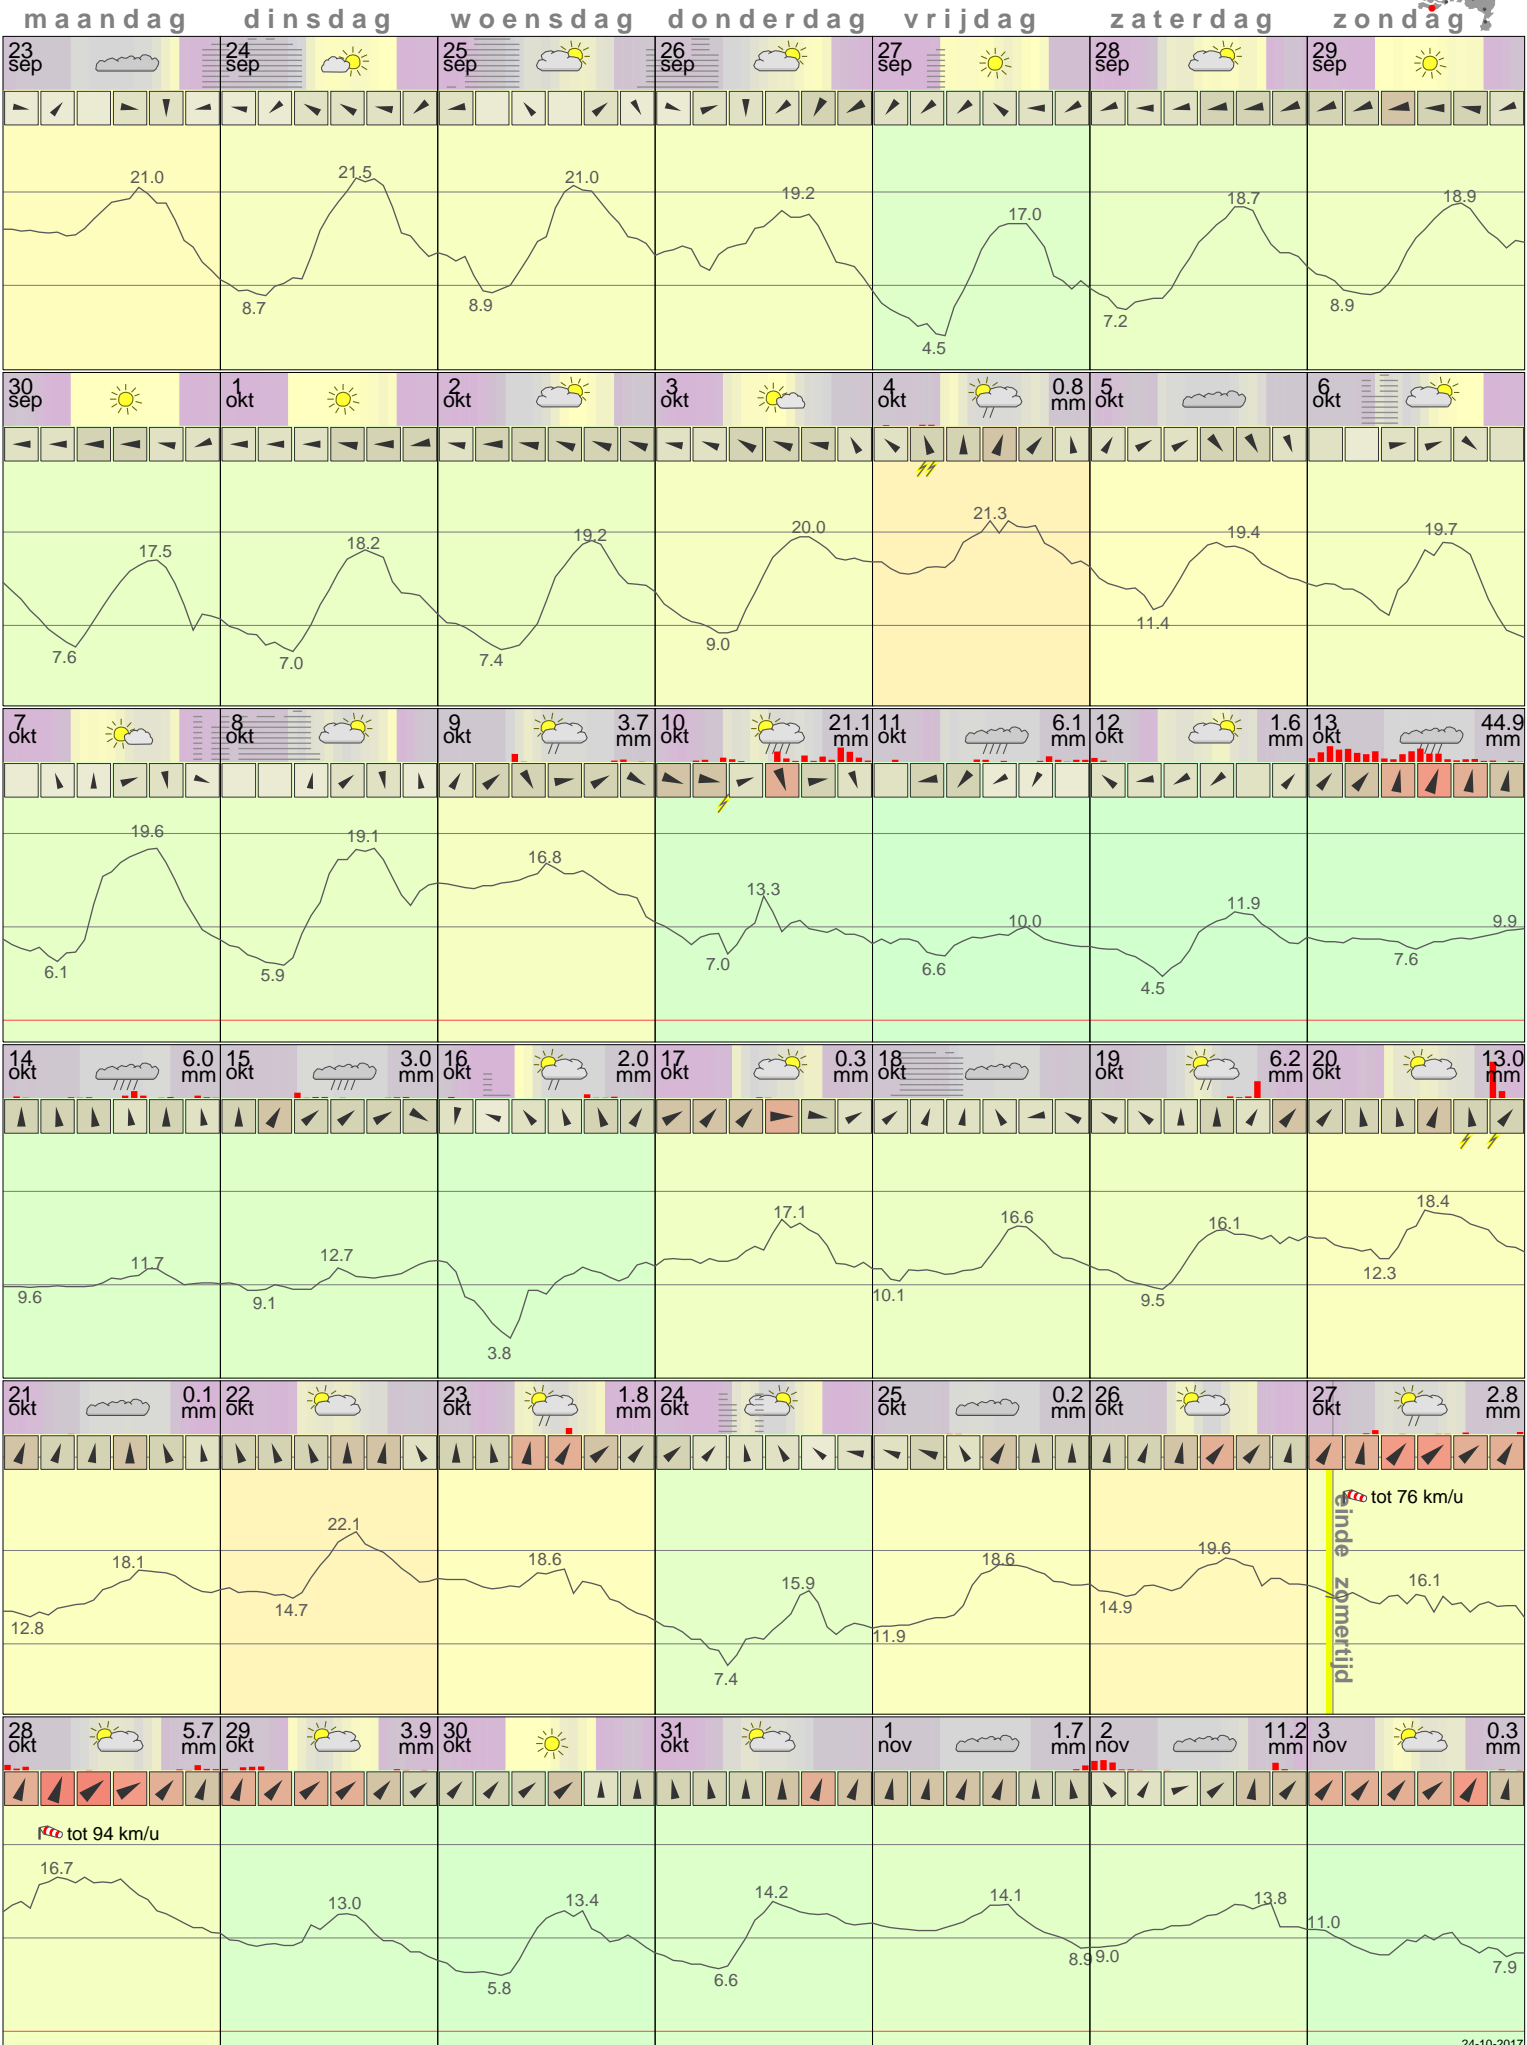 maandag dinsdag woensdag donderdag vrijdag zaterdag zondag
23 24 25 26 27 28 29
sep sep sep sep sep sep sep
21.0 21.5 21.0 19.2 17.0 18.7 18.9
8.7 8.9 4.5 7.2 8.9
30 1 2 3 4 0.8 5 6
sep okt okt okt okt mm okt okt
17.5 18.2 19.2 20.0 21.3 19.4 19.7
7.6 7.0 7.4 9.0 11.4
7 8 9 3.7 10 21.1 11 6.1 12 1.6 13 44.9
okt okt okt mm okt mm okt mm okt mm okt mm
19.6 19.1 16.8 13.3 10.0 11.9 9.9
6.1 5.9 7.0 6.6 4.5 7.6
14 6.0 15 3.0 16 2.0 17 0.3 18 19 6.2 20 13.0
okt mm okt mm okt mm okt mm okt okt mm okt mm
11.7 12.7 17.1 16.6 16.1 18.4
9.6 9.1 3.8 10.1 9.5 12.3
21 0.1 22 23 1.8 24 25 0.2 26 27 2.8
okt mm okt okt mm okt okt mm okt okt mm
tot 76 km/u
einde zomertijd
18.1 22.1 18.6 15.9 18.6 19.6 16.1
12.8 14.7 7.4 11.9 14.9
28 5.7 29 3.9 30 31 1 1.7 2 11.2 3 0.3
okt mm okt mm okt okt nov mm nov mm nov mm
tot 94 km/u
16.7 13.0 13.4 14.2 14.1 13.8 11.0
5.8 6.6 8.9 9.0 7.9
24-10-2017